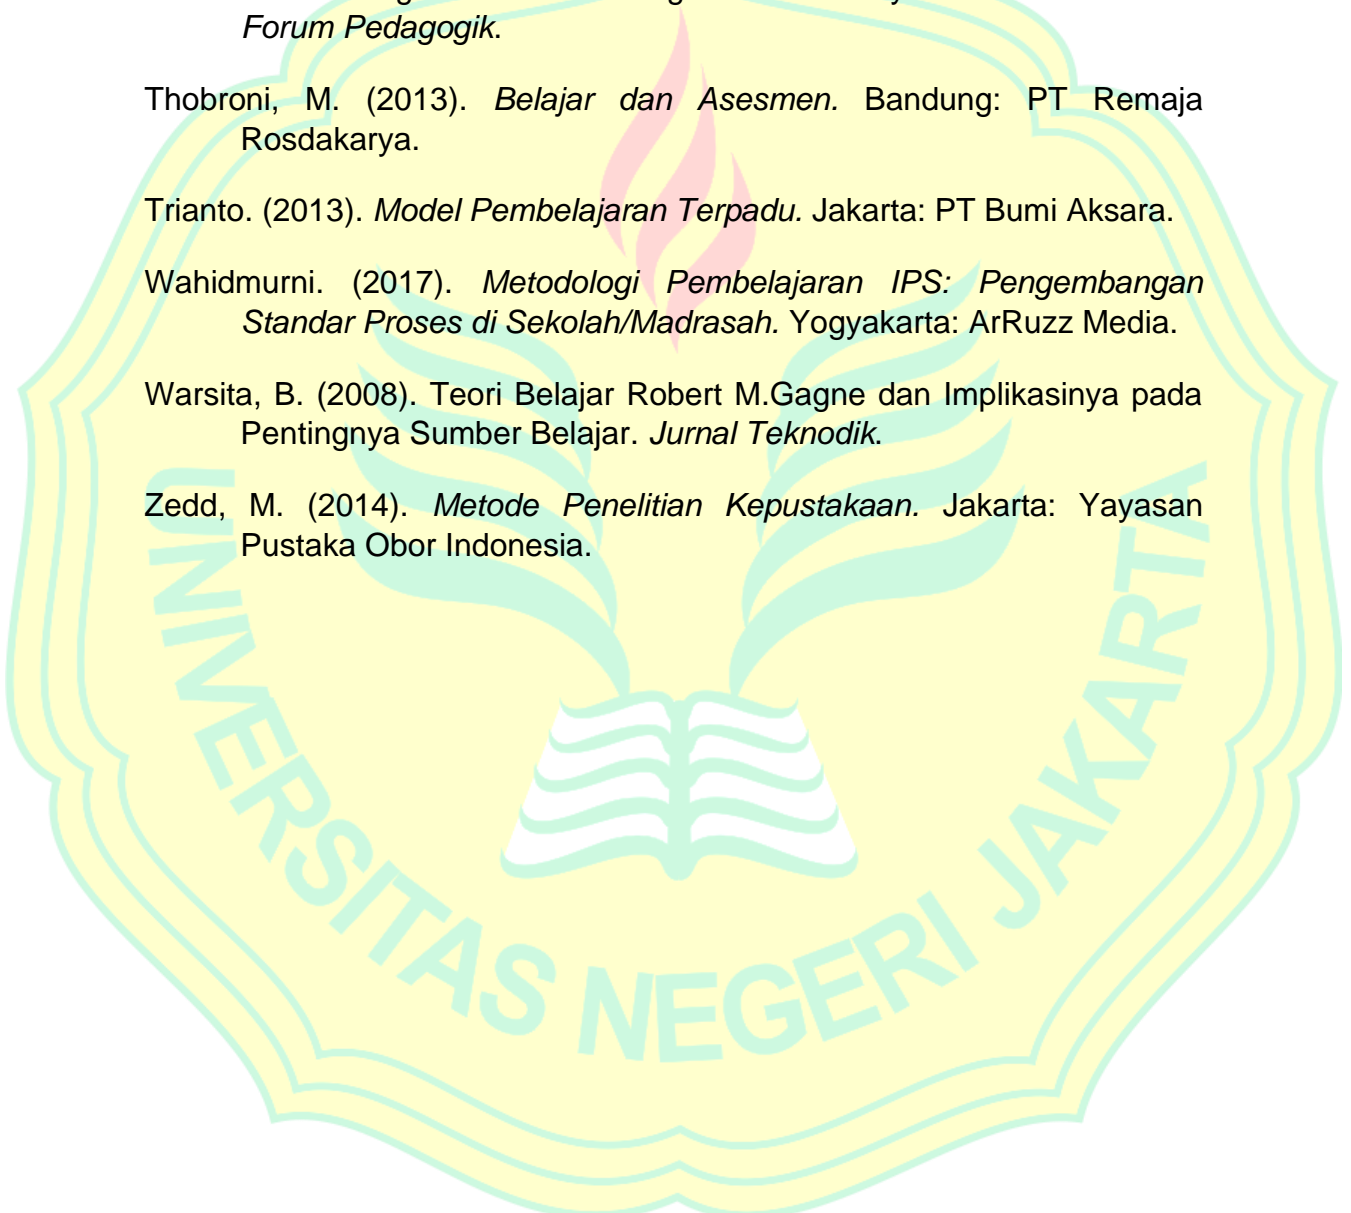 Forum Pedagogik.
Thobroni, M. (2013). Belajar dan Asesmen. Bandung: PT Remaja
Rosdakarya.
Trianto. (2013). Model Pembelajaran Terpadu. Jakarta: PT Bumi Aksara.
Wahidmurni. (2017). Metodologi Pembelajaran IPS: Pengembangan
Standar Proses di Sekolah/Madrasah. Yogyakarta: ArRuzz Media.
Warsita, B. (2008). Teori Belajar Robert M.Gagne dan Implikasinya pada
Pentingnya Sumber Belajar. Jurnal Teknodik.
Zedd, M. (2014). Metode Penelitian Kepustakaan. Jakarta: Yayasan
Pustaka Obor Indonesia.
UNIVERSITAS NEGERI JAKARTA